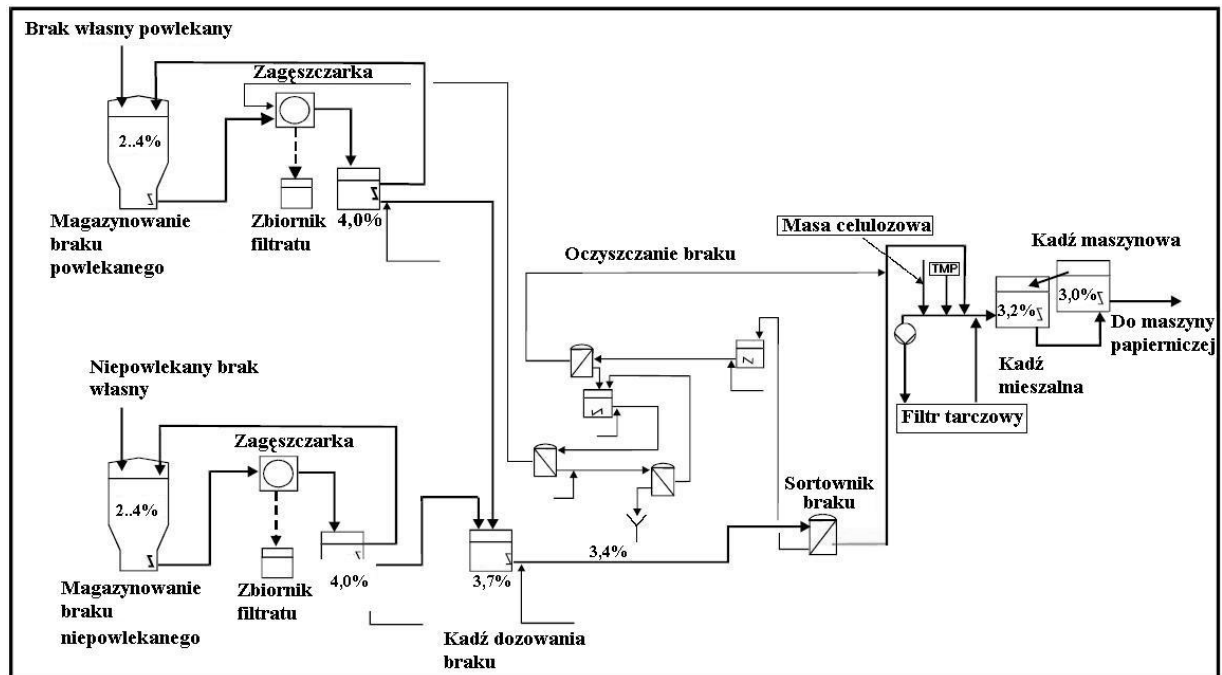 Brak własny powlekany
Zagęszczarka
2..4%
Magazynowanie
braku
powlekanego
Zbiornik
filtratu
4,0%
Oczyszczanie braku
Masa celulozowa
TMP
Kadź maszynowa
3,2%
3,0%
Do maszyny
papierniczej
Kadź
mieszalna
Filtr tarczowy
Niepowlekany brak
własny
Zagęszczarka
2..4%
Magazynowanie
braku
niepowlekanego
Zbiornik
filtratu
4,0%
3,7%
Kadź dozowania
braku
3,4%
Sortownik
braku